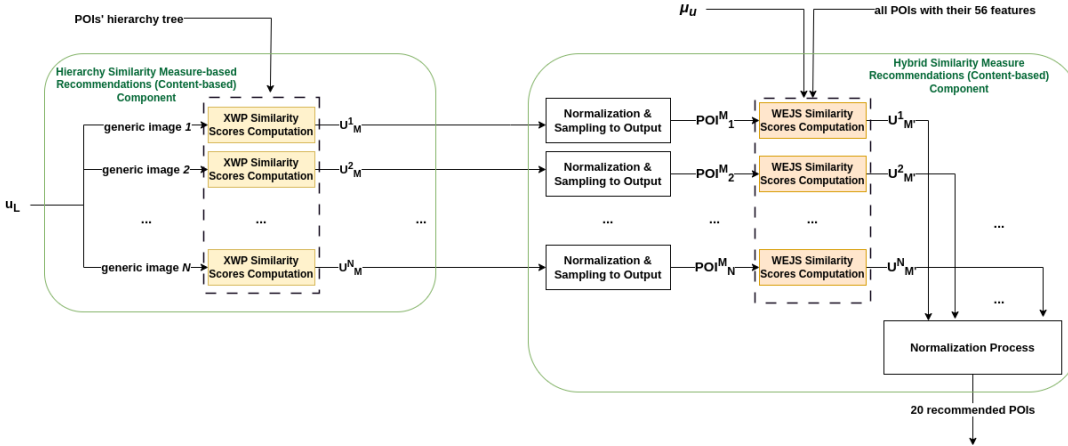 POIs' hierarchy tree
μu
all POIs with their 56 features
Hierarchy Similarity Measure-based
Recommendations (Content-based)
Component
Hybrid Similarity Measure
Recommendations (Content-based)
Component
generic image 1
XWP Similarity
Scores Computation
U1M
Normalization &
Sampling to Output
POIM1
WEJS Similarity
Scores Computation
U1M'
generic image 2
XWP Similarity
Scores Computation
U2M
Normalization &
Sampling to Output
POIM2
WEJS Similarity
Scores Computation
U2M'
uL
...
...
...
...
...
...
...
generic image N
XWP Similarity
Scores Computation
UNM
Normalization &
Sampling to Output
POIMN
WEJS Similarity
Scores Computation
UNM'
...
Normalization Process
20 recommended POIs